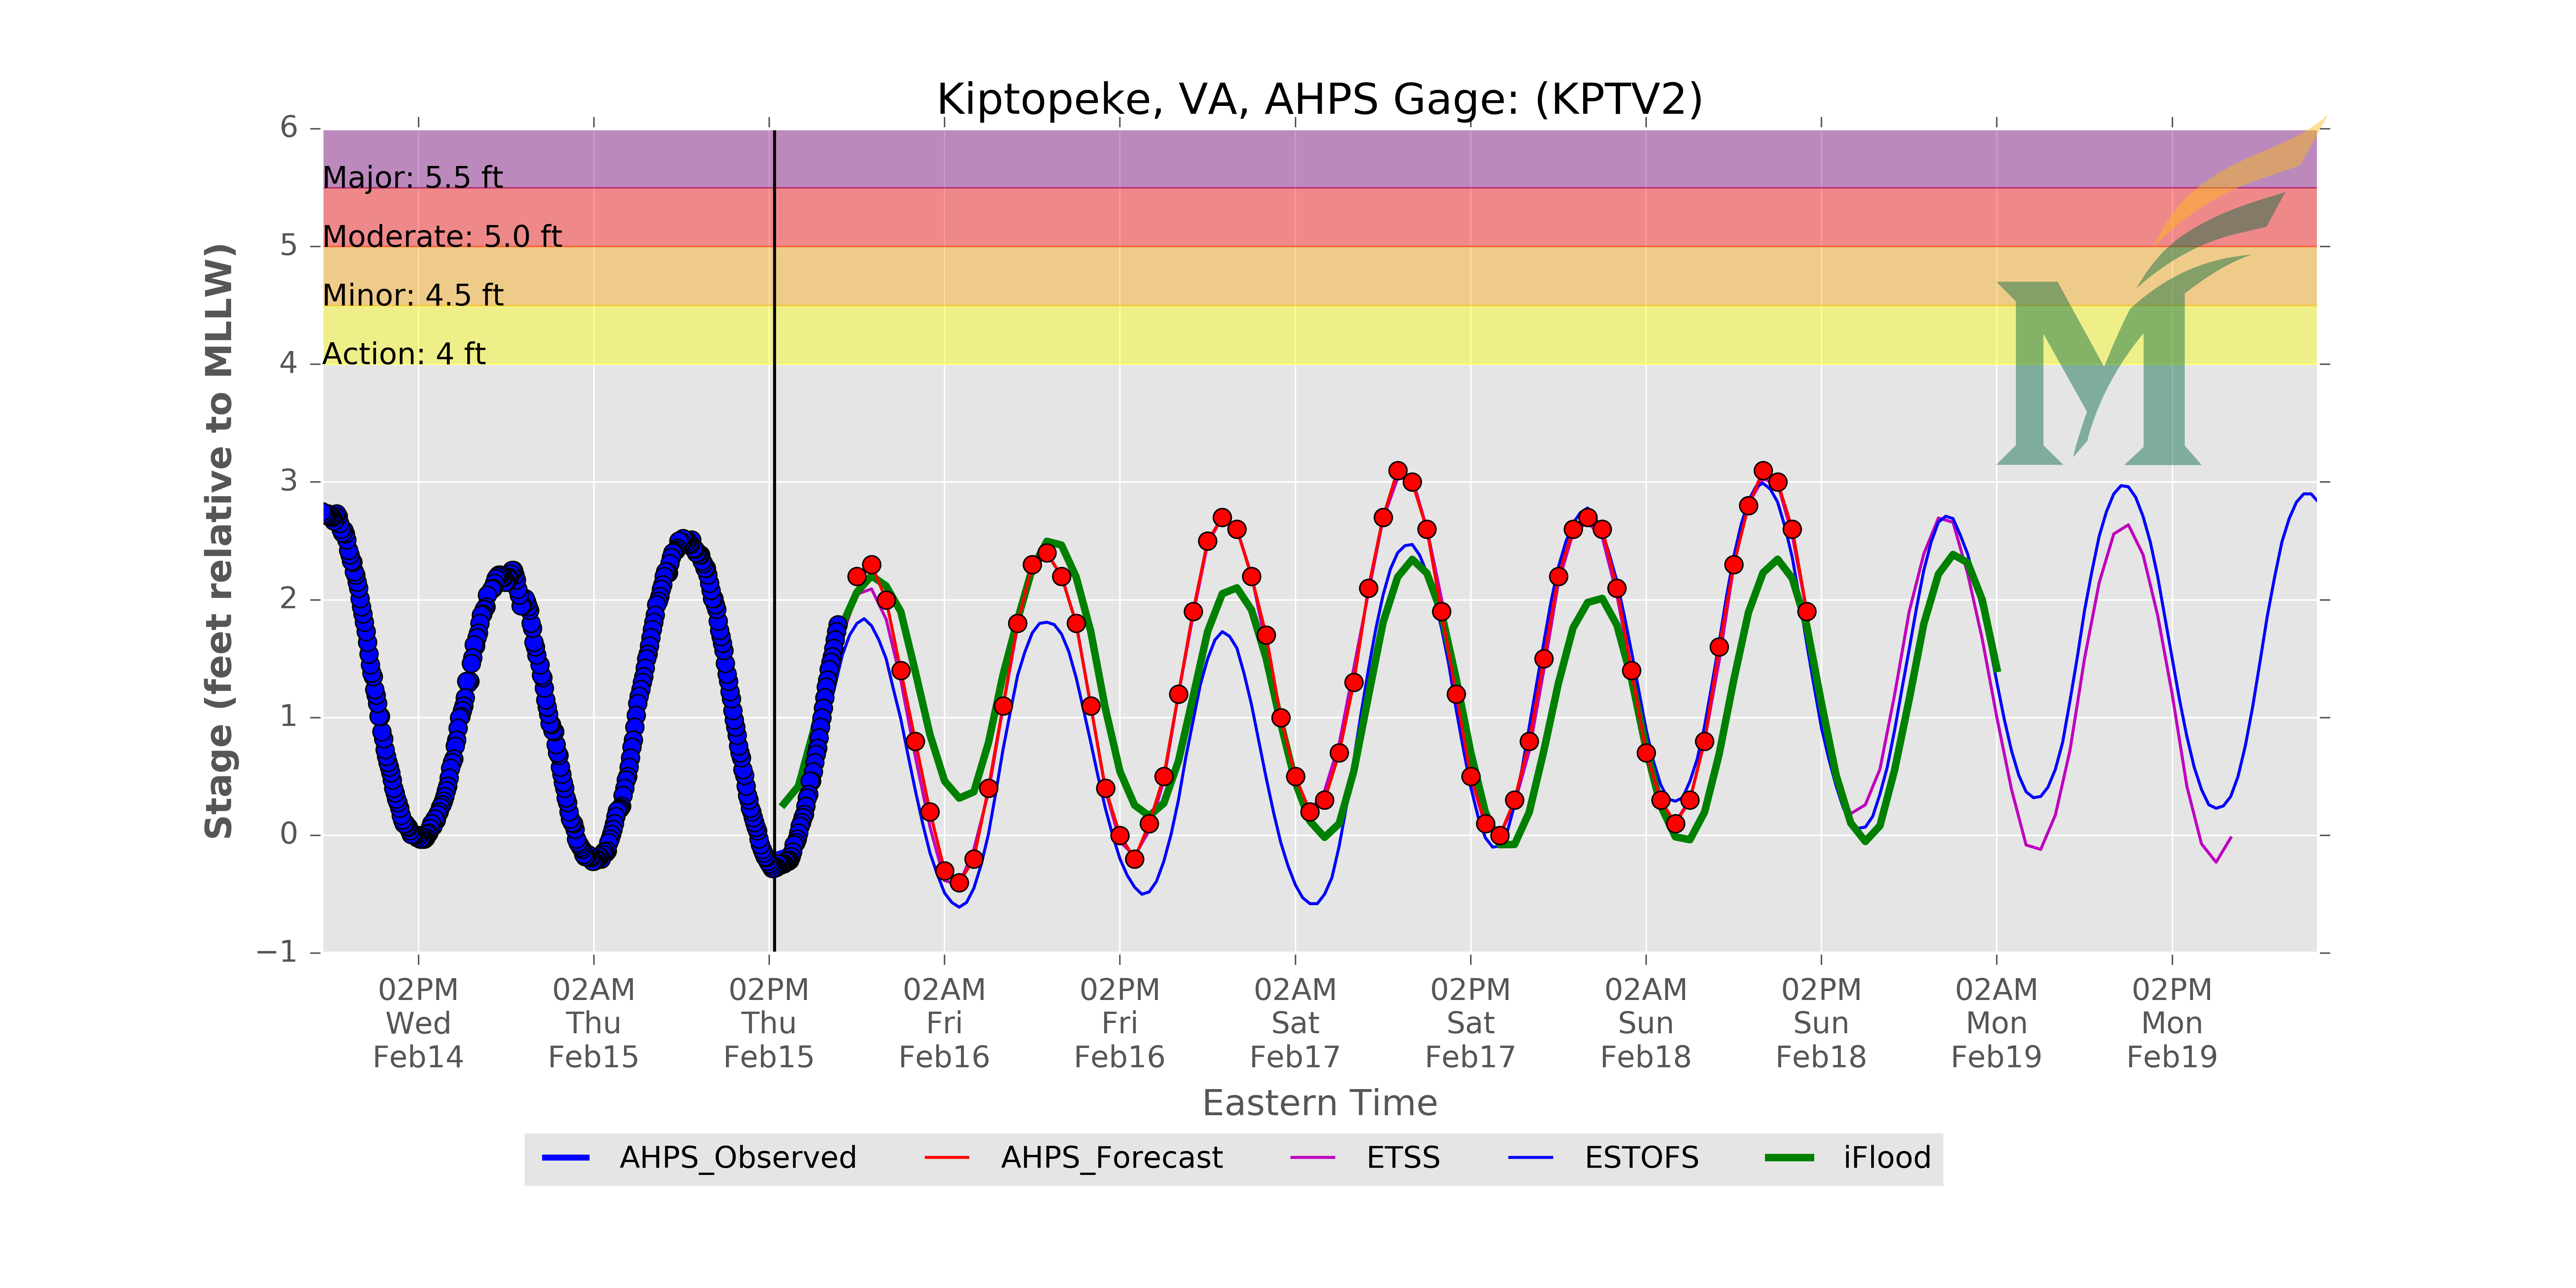 Kiptopeke, VA, AHPS Gage: (KPTV2)
6
5
4
3
2
1
0
−1
Stage (feet relative to MLLW)
Major: 5.5 ft
Moderate: 5.0 ft
Minor: 4.5 ft
Action: 4 ft
M
02PM 02AM 02PM 02AM 02PM 02AM 02PM 02AM 02PM 02AM 02PM
Wed Thu Thu Fri Fri Sat Sat Sun Sun Mon Mon
Feb14 Feb15 Feb15 Feb16 Feb16 Feb17 Feb17 Feb18 Feb18 Feb19 Feb19
Eastern Time
AHPS_Observed AHPS_Forecast ETSS ESTOFS iFlood